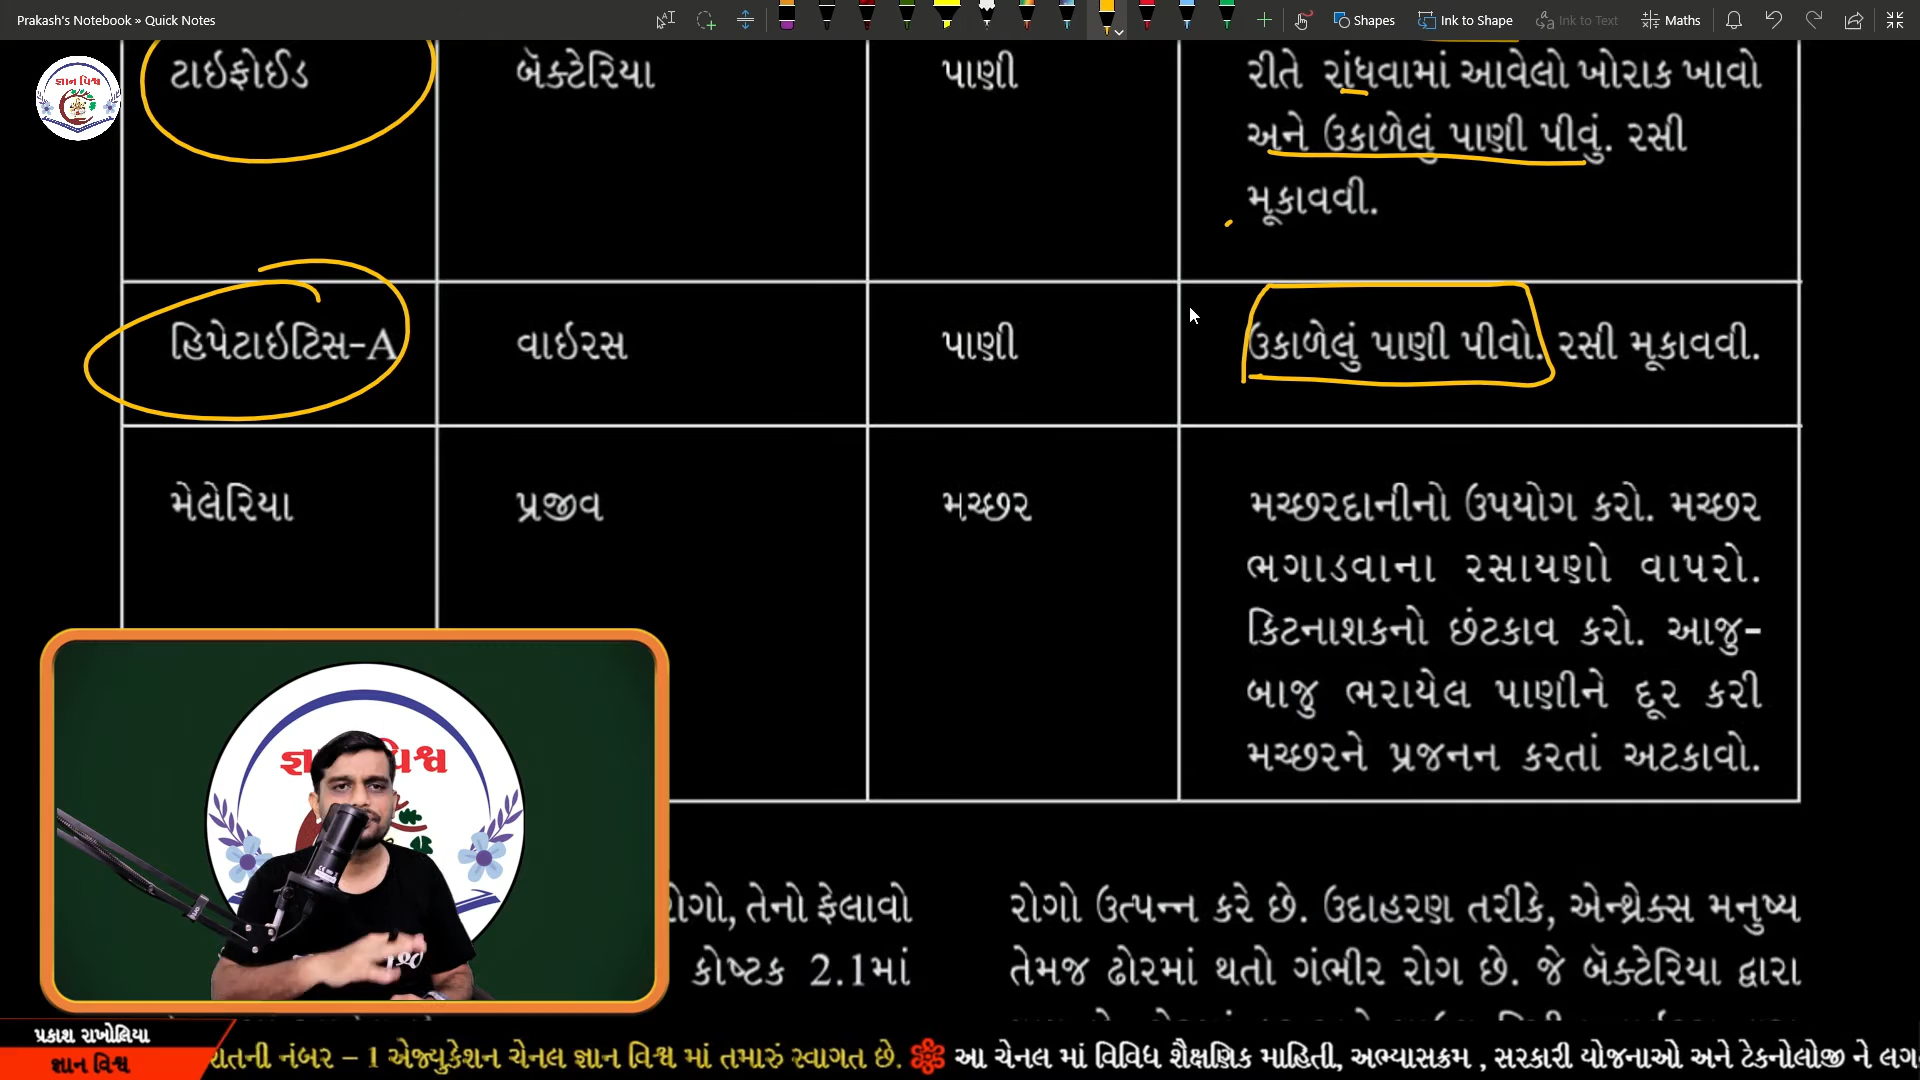 Prakash's Notebook » Quick Notes
Shapes
Ink to Shape
Ink to Text
Maths
જ્ઞાન વિશ્વ
ટાઇફોઈડ
બૅક્ટેરિયા
પાણી
રીતે રાંધવામાં આવેલો ખોરાક ખાવો
અને ઉકાળેલું પાણી પીવું. રસી
મૂકાવવી.
હિપેટાઇટિસ-A
વાઇરસ
પાણી
ઉકાળેલું પાણી પીવો. રસી મૂકાવવી.
મેલેરિયા
પ્રજીવ
મચ્છર
મચ્છરદાનીનો ઉપયોગ કરો. મચ્છર
ભગાડવાના રસાયણો વાપરો.
કિટનાશકનો છંટકાવ કરો. આજુ-
બાજુ ભરાયેલ પાણીને દૂર કરી
મચ્છરને પ્રજનન કરતાં અટકાવો.
રોગો, તેનો ફેલાવો
કોષ્ટક 2.1માં
રોગો ઉત્પન્ન કરે છે. ઉદાહરણ તરીકે, એન્થ્રેક્સ મનુષ્ય
તેમજ ઢોરમાં થતો ગંભીર રોગ છે. જે બૅક્ટેરિયા દ્વારા
પ્રકાશ રાખોલિયા
જ્ઞાન વિશ્વ
રાતની નંબર – 1 એજ્યુકેશન ચેનલ જ્ઞાન વિશ્વ માં તમારું સ્વાગત છે. આ ચેનલ માં વિવિધ શૈક્ષણિક માહિતી, અભ્યાસક્રમ , સરકારી યોજનાઓ અને ટેકનોલોજી ને લગ